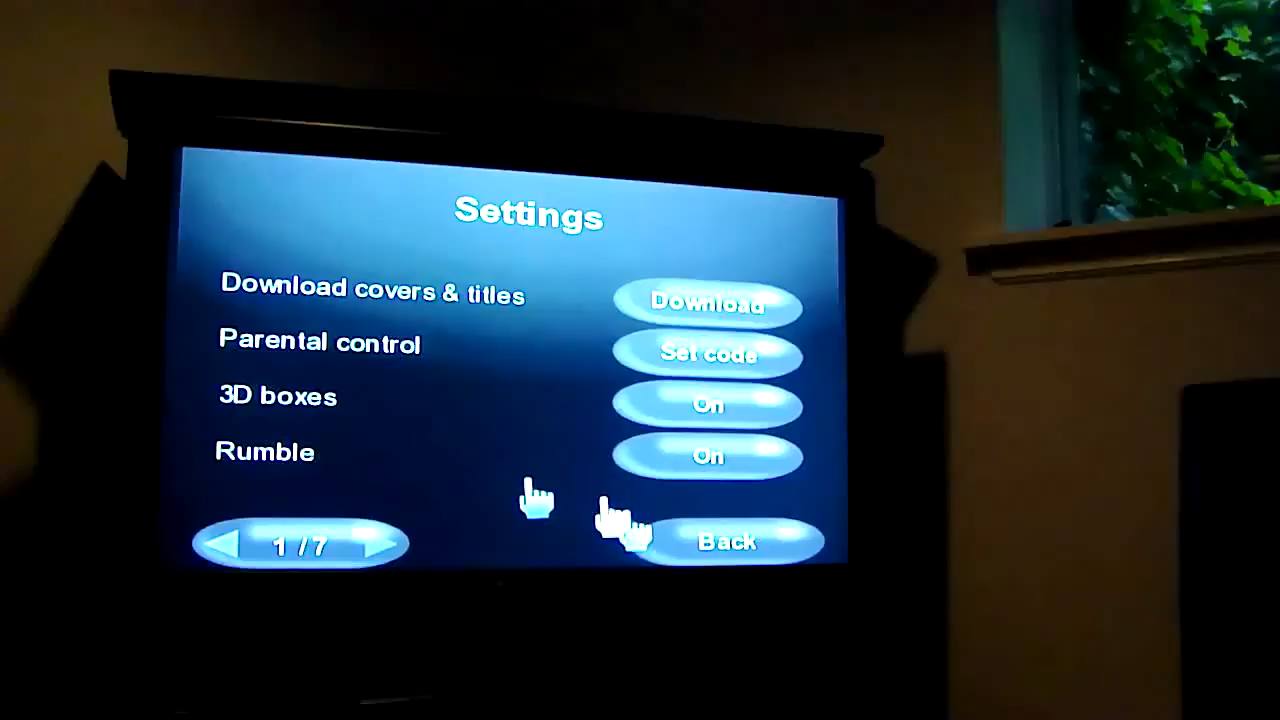 Settings
Download covers & titles
Download
Parental control
Set code
3D boxes
On
Rumble
On
1 / 7
Back